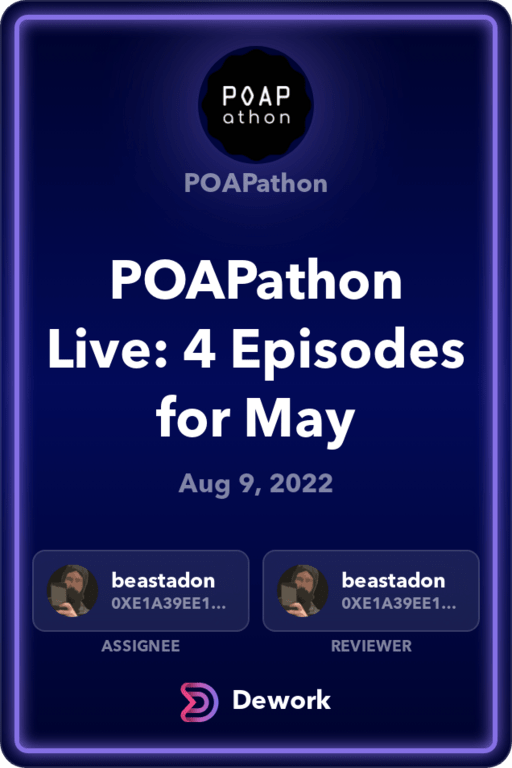 POAP
athon
POAPathon
POAPathon
Live: 4 Episodes
for May
Aug 9, 2022
beastadon
0XE1A39EE1...
ASSIGNEE
beastadon
0XE1A39EE1...
REVIEWER
Dework